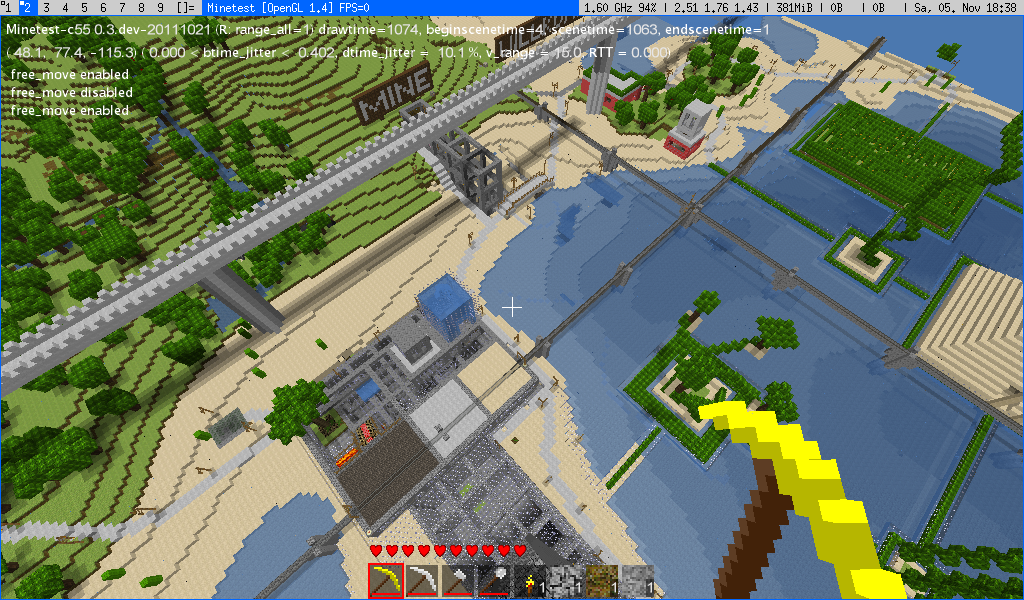 1 2 3 4 5 6 7 8 9 []= Minetest [OpenGL 1.4] FPS=0 1.60 GHz 94% | 2.51 1.76 1.43 | 381MiB | 0B | 0B | Sa, 05. Nov 18:38
Minetest-c55 0.3.dev-20111021 (R: range_all=1) drawtime=1074, beginscenetime=4, scenetime=1063, endscenetime=1
(48.1, 77.4, -115.3) (0.000 < btime_jitter < 0.402, dtime_jitter = 10.1 %, v_range = 15.0, RTT = 0.000)
free_move enabled
free_move disabled
free_move enabled
MINE
1 1 1 1